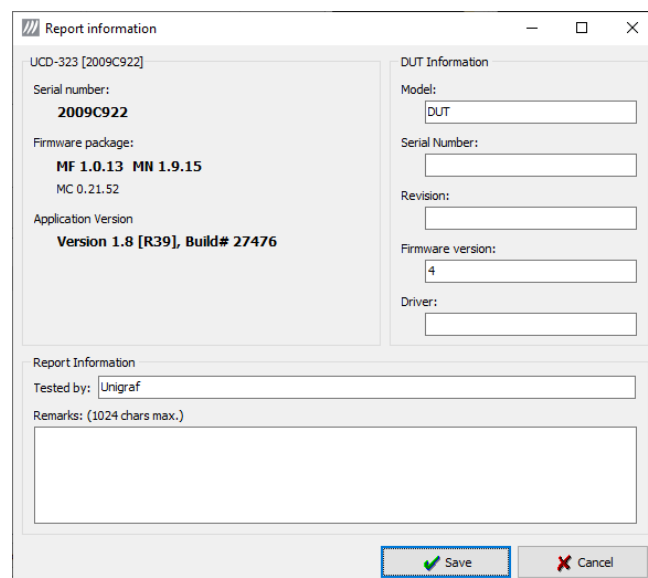 Report information
UCD-323 [2009C922]
Serial number:
2009C922
Firmware package:
MF 1.0.13 MN 1.9.15
MC 0.21.52
Application Version
Version 1.8 [R39], Build# 27476
DUT Information
Model:
DUT
Serial Number:
Revision:
Firmware version:
4
Driver:
Report Information
Tested by: Unigraf
Remarks: (1024 chars max.)
Save
Cancel